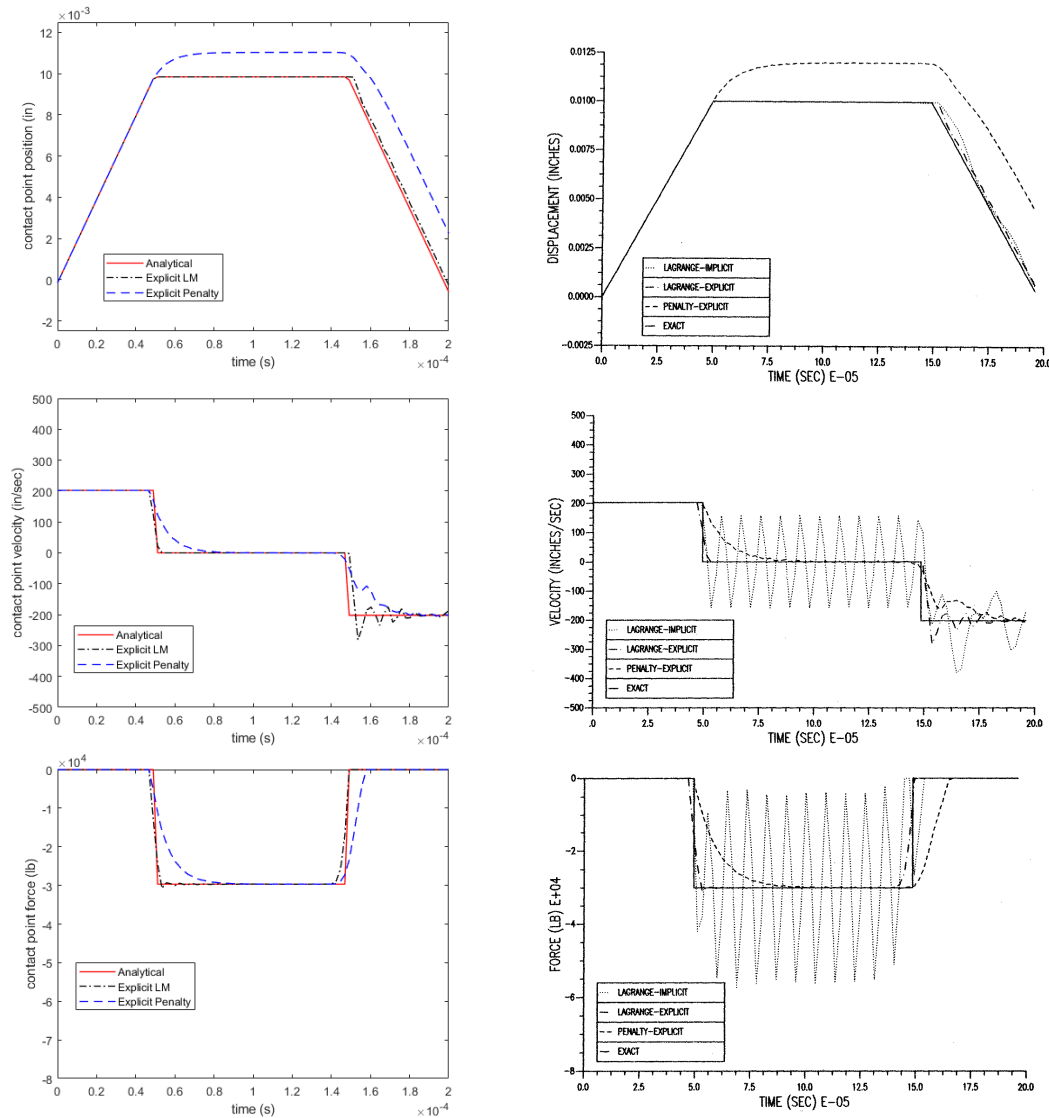 ×10⁻³
12
10
8
6
4
2
0
-2
contact point position (in)
Analytical
Explicit LM
Explicit Penalty
0 0.2 0.4 0.6 0.8 1 1.2 1.4 1.6 1.8 2
time (s)
×10⁻⁴
0.0125
0.0100
0.0075
0.0050
0.0025
0.0000
-0.0025
DISPLACEMENT (INCHES)
LAGRANGE-IMPLICIT
LAGRANGE-EXPLICIT
PENALTY-EXPLICIT
EXACT
0.0 2.5 5.0 7.5 10.0 12.5 15.0 17.5 20.0
TIME (SEC) E-05
500
400
300
200
100
0
-100
-200
-300
-400
-500
contact point velocity (in/sec)
Analytical
Explicit LM
Explicit Penalty
0 0.2 0.4 0.6 0.8 1 1.2 1.4 1.6 1.8 2
time (s)
×10⁻⁴
500
400
300
200
100
0
-100
-200
-300
-400
-500
VELOCITY (INCHES/SEC)
LAGRANGE-IMPLICIT
LAGRANGE-EXPLICIT
PENALTY-EXPLICIT
EXACT
.0 2.5 5.0 7.5 10.0 12.5 15.0 17.5 20.0
TIME (SEC) E-05
×10⁴
0
-1
-2
-3
-4
-5
-6
-7
-8
contact point force (lb)
Analytical
Explicit LM
Explicit Penalty
0 0.2 0.4 0.6 0.8 1 1.2 1.4 1.6 1.8 2
time (s)
×10⁻⁴
0
-2
-4
-6
-8
FORCE (LB) E+04
LAGRANGE-IMPLICIT
LAGRANGE-EXPLICIT
PENALTY-EXPLICIT
EXACT
.0 2.5 5.0 7.5 10.0 12.5 15.0 17.5 20.0
TIME (SEC) E-05